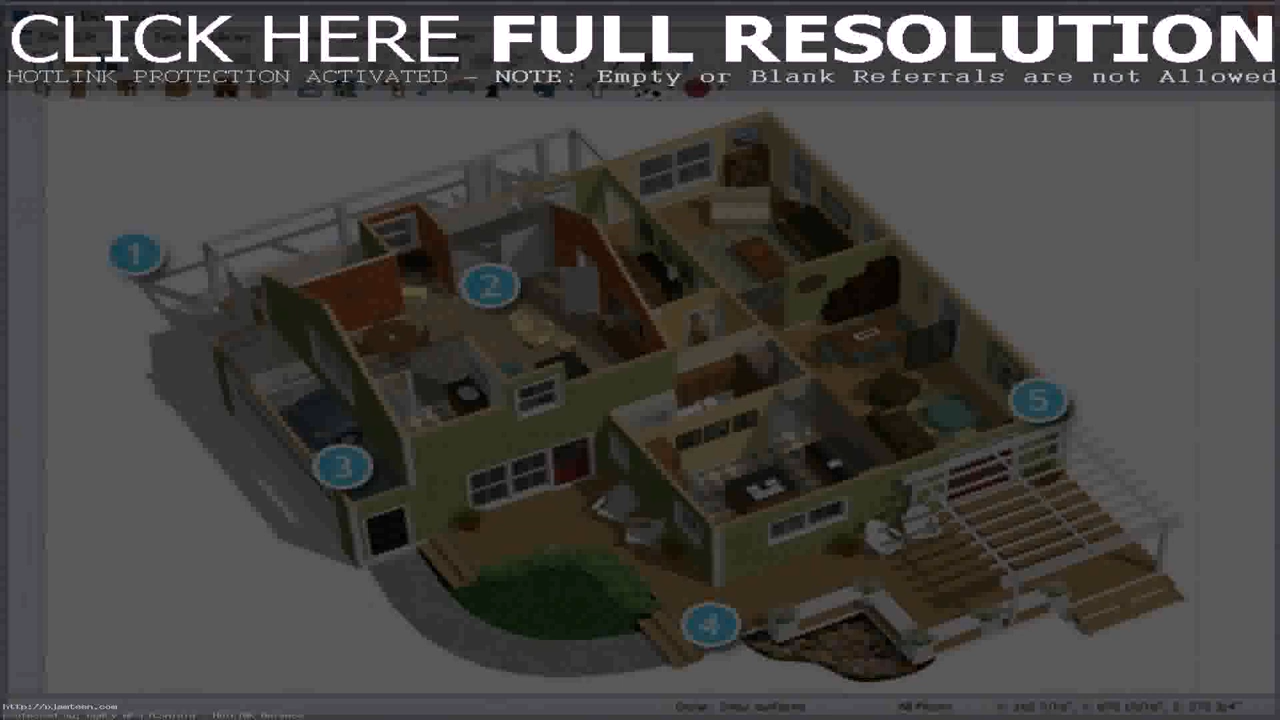 CLICK HERE FULL RESOLUTION
HOTLINK PROTECTION ACTIVATED – NOTE: Empty or Blank Referrals are not Allowed
1
2
3
5
4